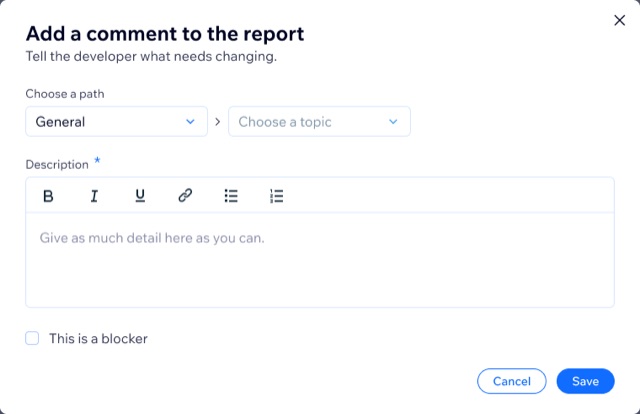 Add a comment to the report
Tell the developer what needs changing.
Choose a path
General
Choose a topic
Description *
B I U
Give as much detail here as you can.
This is a blocker
Cancel
Save